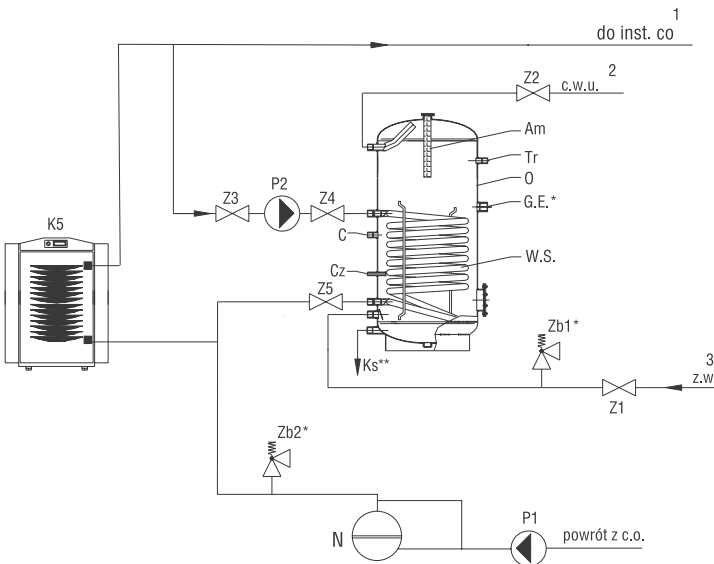 1
do inst. co
2
Z2
c.w.u.
Am
Tr
O
G.E.*
Z3
P2
Z4
K5
C
W.S.
Cz
Z5
Zb1*
Ks**
3
z.w
Z1
Zb2*
N
P1
powrót z c.o.